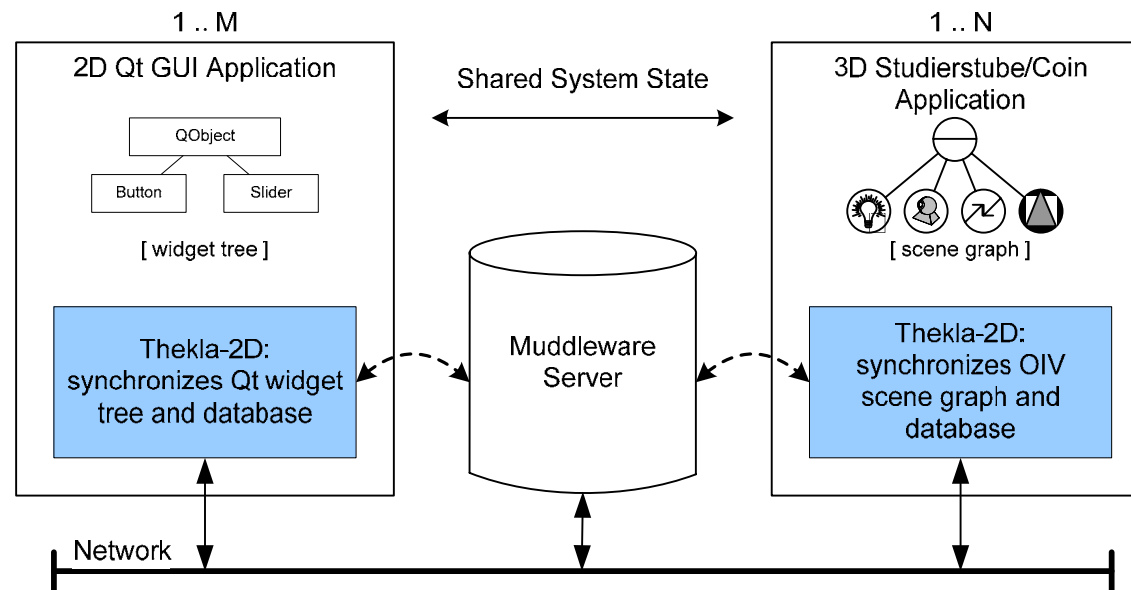 1 .. M
2D Qt GUI Application
QObject
Button
Slider
[ widget tree ]
Thekla-2D:
synchronizes Qt widget
tree and database
Shared System State
Muddleware
Server
1 .. N
3D Studierstube/Coin
Application
[ scene graph ]
Thekla-2D:
synchronizes OIV
scene graph and
database
Network